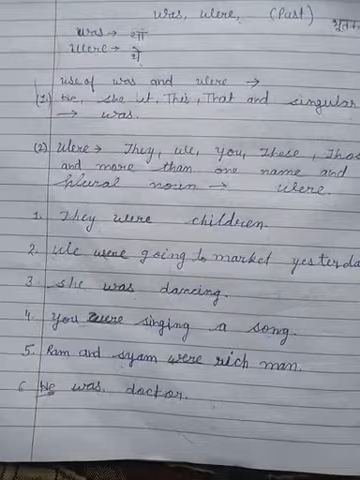 was, were, (Past) भूतका
was → था
were → थे
use of was and were →
(1) He, she it, This, That and singular
→ was.
(2) Were → They, we, you, These, Thos
and more than one name and
plural noun → were.
1. They were children.
2. We were going to market yesterda
3. she was dancing.
4. you were singing a song.
5. Ram and syam were rich man.
6 He was doctor.